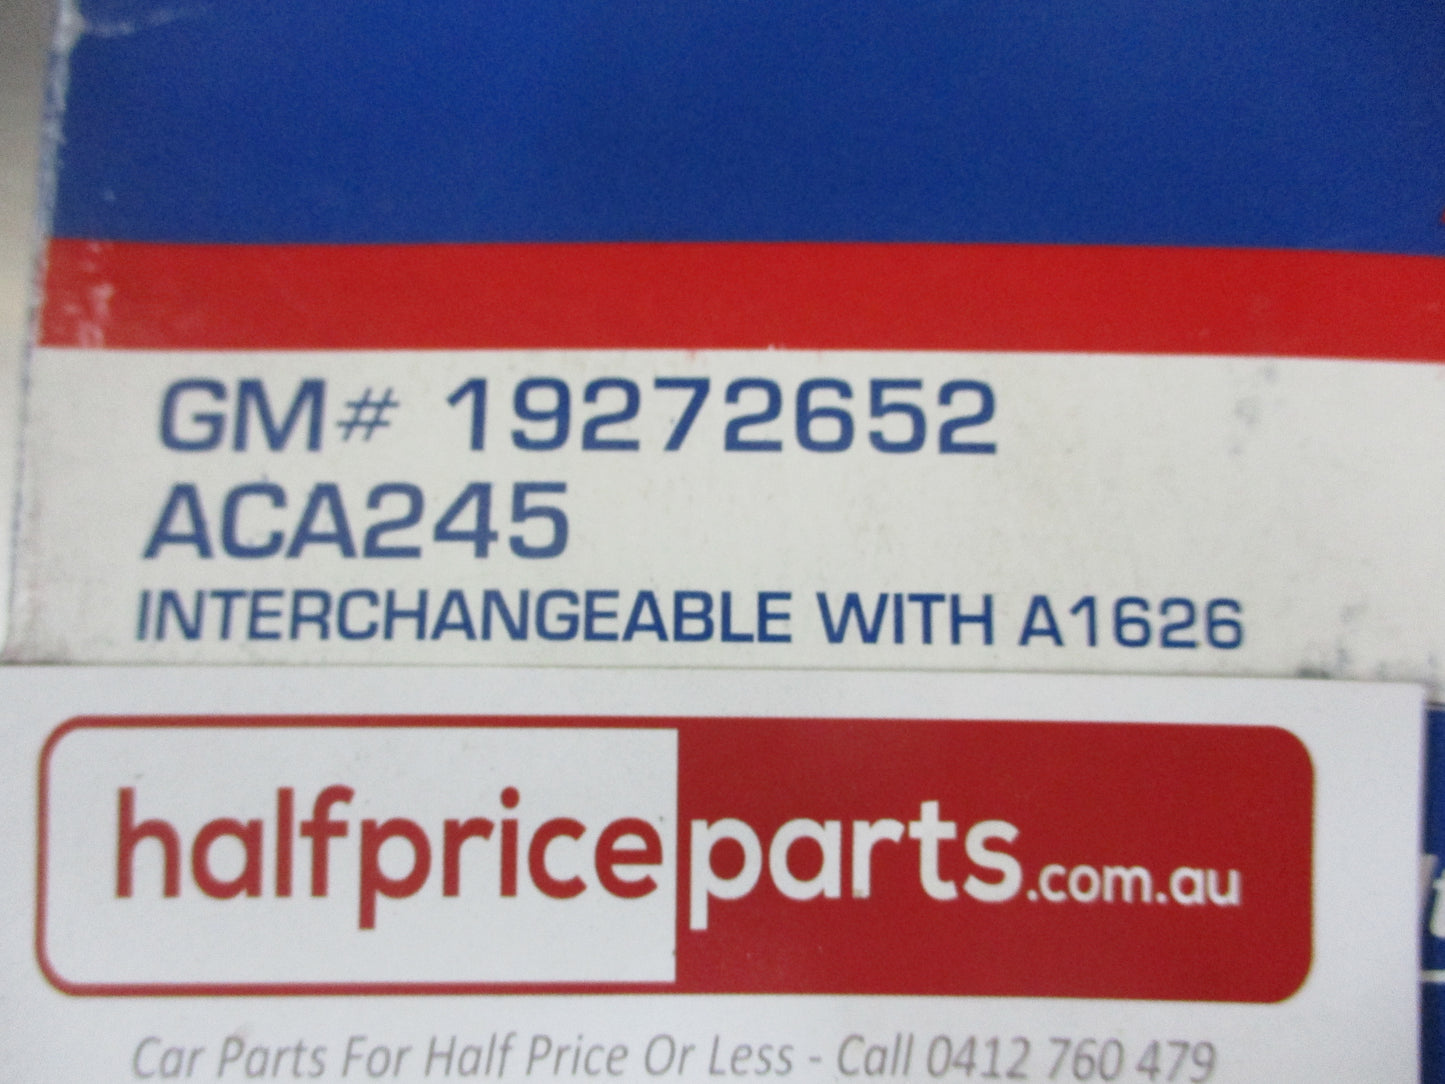 GM# 19272652
ACA245
INTERCHANGEABLE WITH A1626
halfpriceparts.com.au
Car Parts For Half Price Or Less - Call 0412 760 479